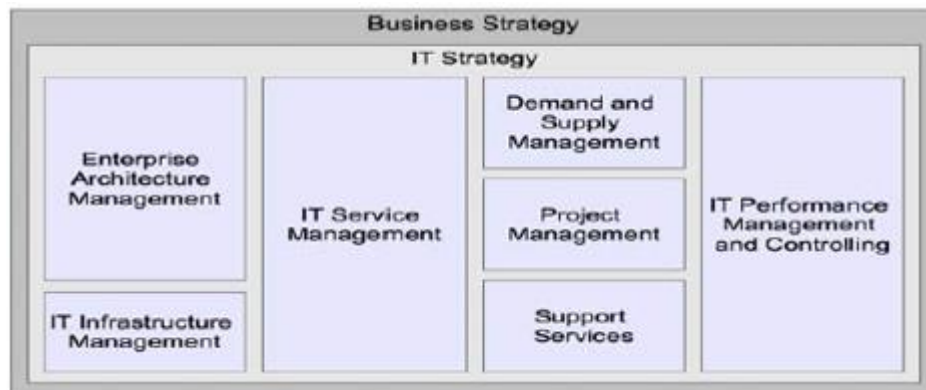 Business Strategy
IT Strategy
Enterprise
Architecture
Management
IT Infrastructure
Management
IT Service
Management
Demand and
Supply
Management
Project
Management
Support
Services
IT Performance
Management
and Controlling